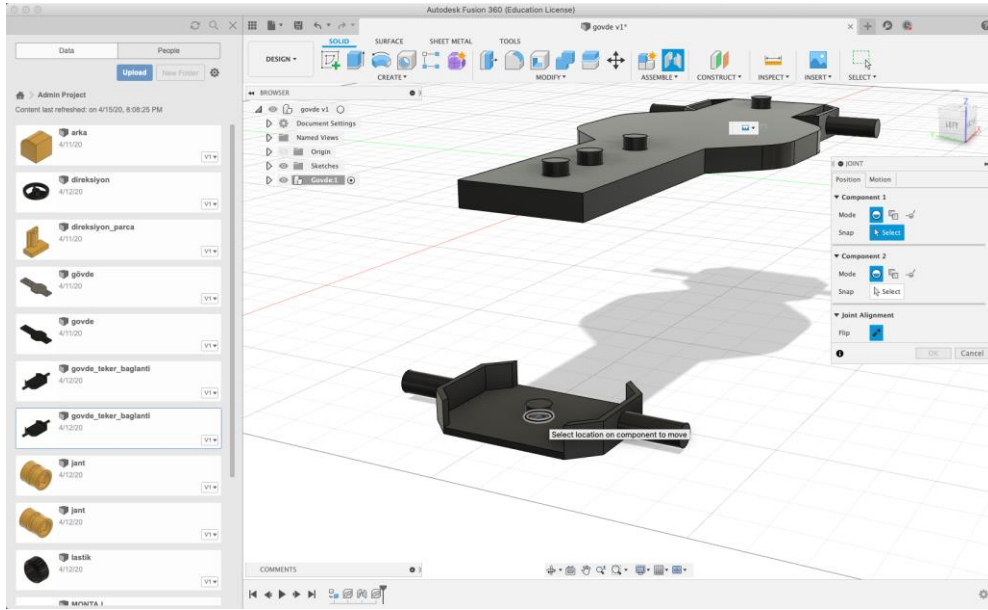 Autodesk Fusion 360 (Education License)
govde v1*
Data
People
Upload
New Folder
Admin Project
Content last refreshed: on 4/15/20, 8:08:25 PM
arka
4/11/20
V1
direksiyon
4/12/20
V1
direksiyon_parca
4/11/20
V1
gövde
4/11/20
V1
govde
4/11/20
V1
govde_teker_baglanti
4/12/20
V1
govde_teker_baglanti
4/12/20
V1
jant
4/12/20
V1
jant
4/12/20
V1
lastik
4/12/20
V1
DESIGN
SOLID
SURFACE
SHEET METAL
TOOLS
CREATE
MODIFY
ASSEMBLE
CONSTRUCT
INSPECT
INSERT
SELECT
BROWSER
govde v1
Document Settings
Named Views
Origin
Sketches
Govde:1
Z
LEFT
JOINT
Position
Motion
Component 1
Mode
Snap
Select
Component 2
Mode
Snap
Select
Joint Alignment
Flip
OK
Cancel
Select location on component to move
COMMENTS